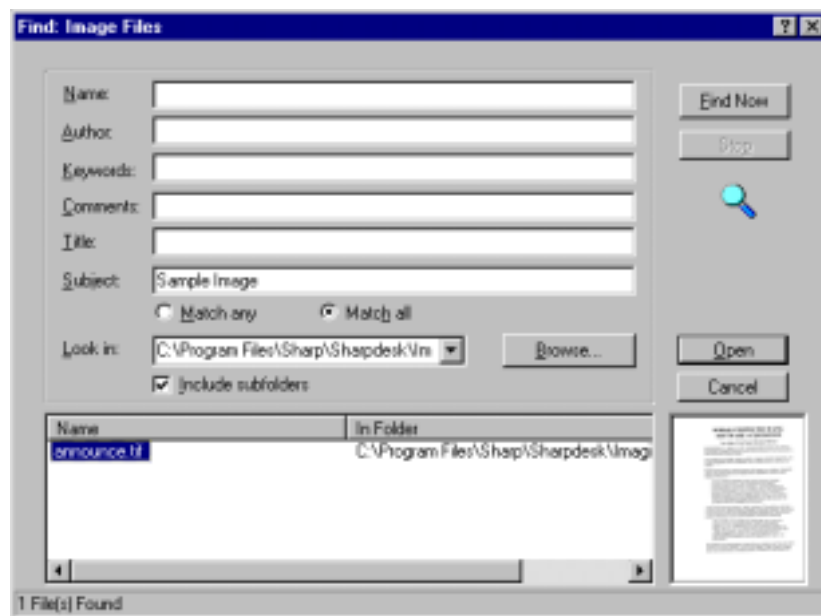 Find: Image Files
Name:
Find Now
Author:
Stop
Keywords:
Comments:
Title:
Subject: Sample Image
Match any Match all
Look in: C:\Program Files\Sharp\Sharpdesk\Im Browse... Open
Include subfolders Cancel
Name In Folder
announce.tif C:\Program Files\Sharp\Sharpdesk\Imagi
1 File(s) Found